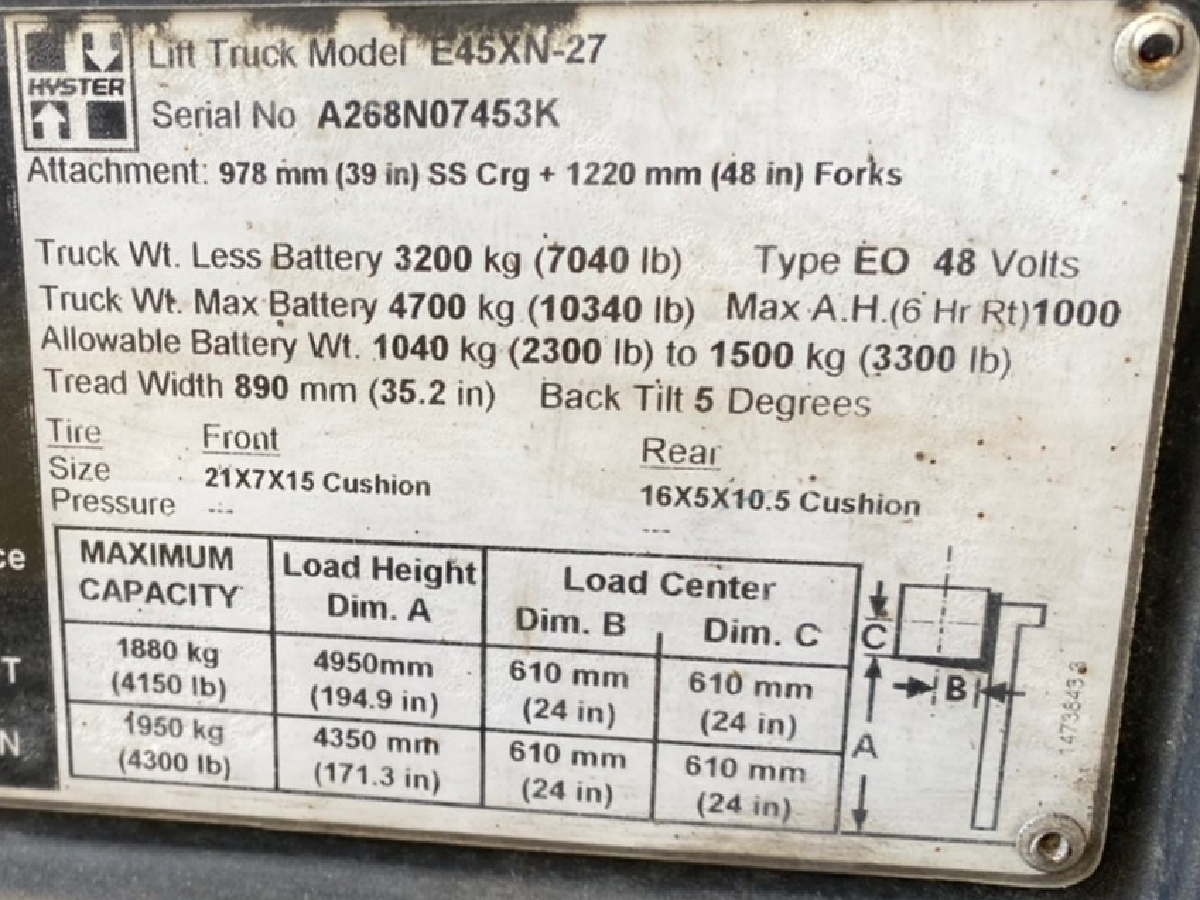 HYSTER
Lift Truck Model E45XN-27
Serial No A268N07453K
Attachment: 978 mm (39 in) SS Crg + 1220 mm (48 in) Forks
Truck Wt. Less Battery 3200 kg (7040 lb) Type EO 48 Volts
Truck Wt. Max Battery 4700 kg (10340 lb) Max A.H.(6 Hr Rt)1000
Allowable Battery Wt. 1040 kg (2300 lb) to 1500 kg (3300 lb)
Tread Width 890 mm (35.2 in) Back Tilt 5 Degrees
Tire Front Rear
Size 21X7X15 Cushion 16X5X10.5 Cushion
Pressure --- ---
MAXIMUM CAPACITY Load Height Dim. A Load Center Dim. B Dim. C
1880 kg 4950mm 610 mm 610 mm
(4150 lb) (194.9 in) (24 in) (24 in)
1950 kg 4350 mm 610 mm 610 mm
(4300 lb) (171.3 in) (24 in) (24 in)
C
B
A
ce
T
N